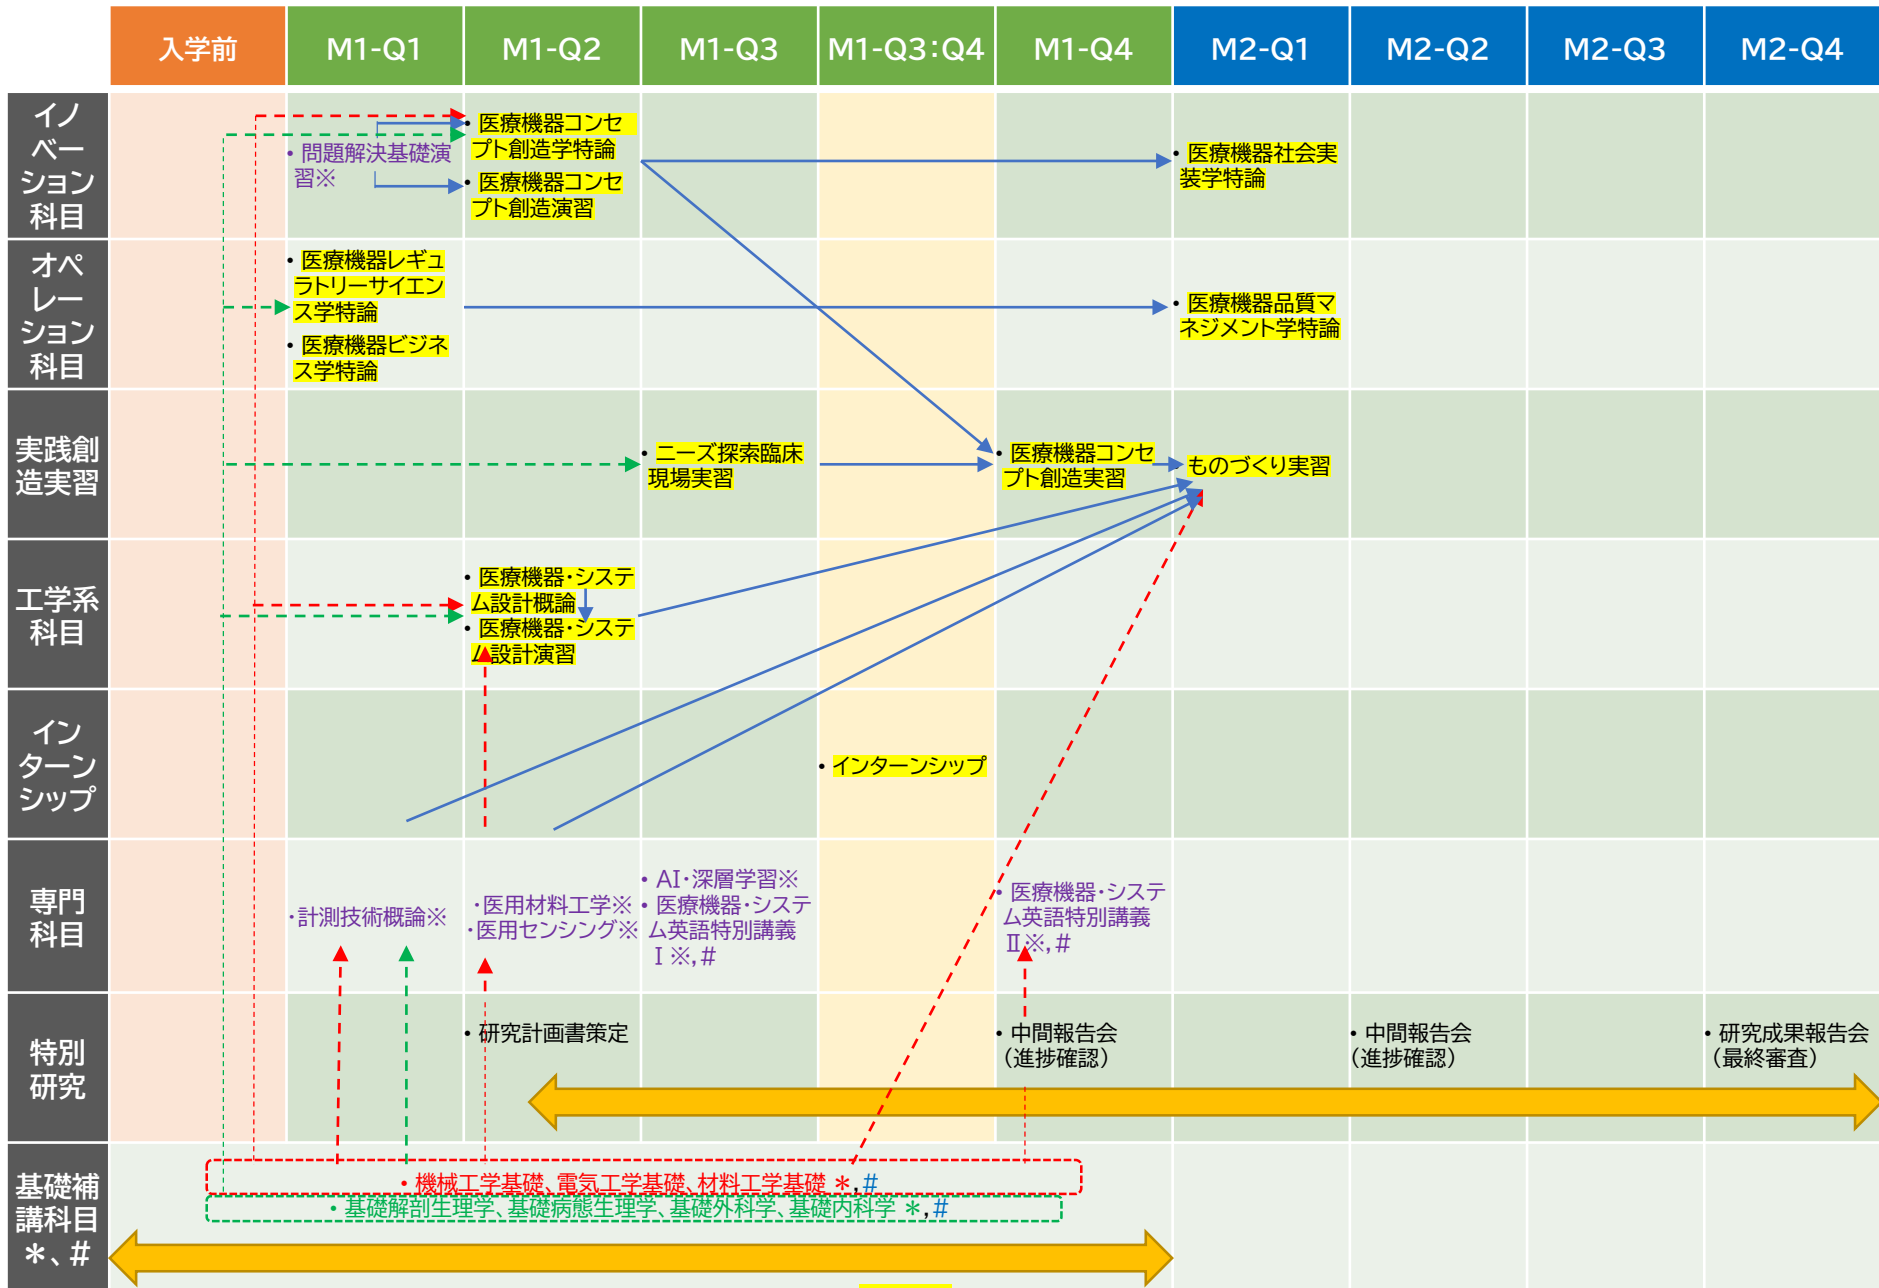 入学前
M1-Q1
M1-Q2
M1-Q3
M1-Q3:Q4
M1-Q4
M2-Q1
M2-Q2
M2-Q3
M2-Q4
イノ
ベー
ション
科目
・問題解決基礎演
習※
・医療機器コンセ
プト創造学特論
・医療機器コンセ
プト創造演習
・医療機器社会実
装学特論
オペ
レー
ション
科目
・医療機器レギュ
ラトリーサイエン
ス学特論
・医療機器ビジネ
ス学特論
・医療機器品質マ
ネジメント学特論
実践創
造実習
・ニーズ探索臨床
現場実習
・医療機器コンセ
プト創造実習
・ものづくり実習
工学系
科目
・医療機器・システ
ム設計概論
・医療機器・システ
ム設計演習
イン
ターン
シップ
・インターンシップ
専門
科目
・計測技術概論※
・医用材料工学※
・医用センシング※
・AI・深層学習※
・医療機器・システ
ム英語特別講義
Ⅰ※,#
・医療機器・システ
ム英語特別講義
Ⅱ※,#
特別
研究
・研究計画書策定
・中間報告会
(進捗確認)
・中間報告会
(進捗確認)
・研究成果報告会
(最終審査)
基礎補
講科目
＊、#
・機械工学基礎、電気工学基礎、材料工学基礎 ＊,#
・基礎解剖生理学、基礎病態生理学、基礎外科学、基礎内科学 ＊,#